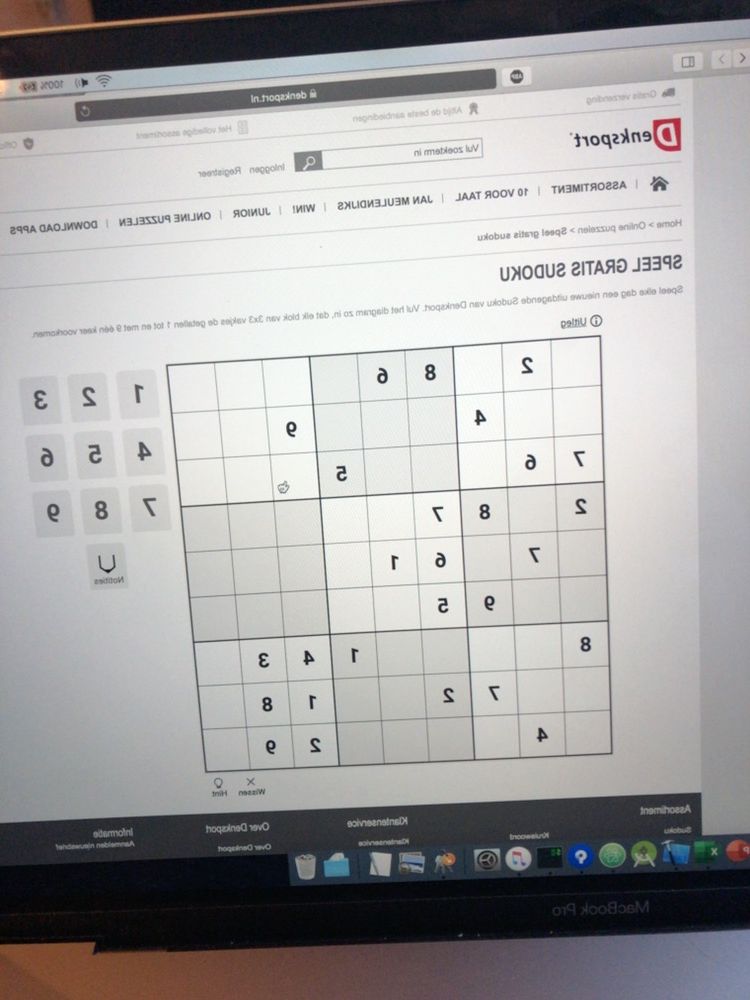 100%
ABP
denksport.nl
Gratis verzending
Altijd de beste aanbiedingen
Het volledige assortiment
Denksport
Vul zoekterm in
Inloggen Registreer
ASSORTIMENT | 10 VOOR TAAL | JAN MEULENDIJKS | WIN! | JUNIOR | ONLINE PUZZELEN | DOWNLOAD APPS
Home > Online puzzelen > Speel gratis sudoku
SPEEL GRATIS SUDOKU
Speel elke dag een nieuwe uitdagende Sudoku van Denksport. Vul het diagram zo in, dat elk blok van 3x3 vakjes de getallen 1 tot en met 9 één keer voorkomen.
Uitleg
2 8 6
4 9
7 6 5
2 8 7
7 6 1
9 5
8 1 4 3
7 2 1 8
4 2 9
1 2 3
4 5 6
7 8 9
Notities
Wissen Hint
Assortiment
Sudoku
Kruiswoord
Klantenservice
Klantenservice
Over Denksport
Over Denksport
Informatie
Aanmelden nieuwsbrief
MacBook Pro